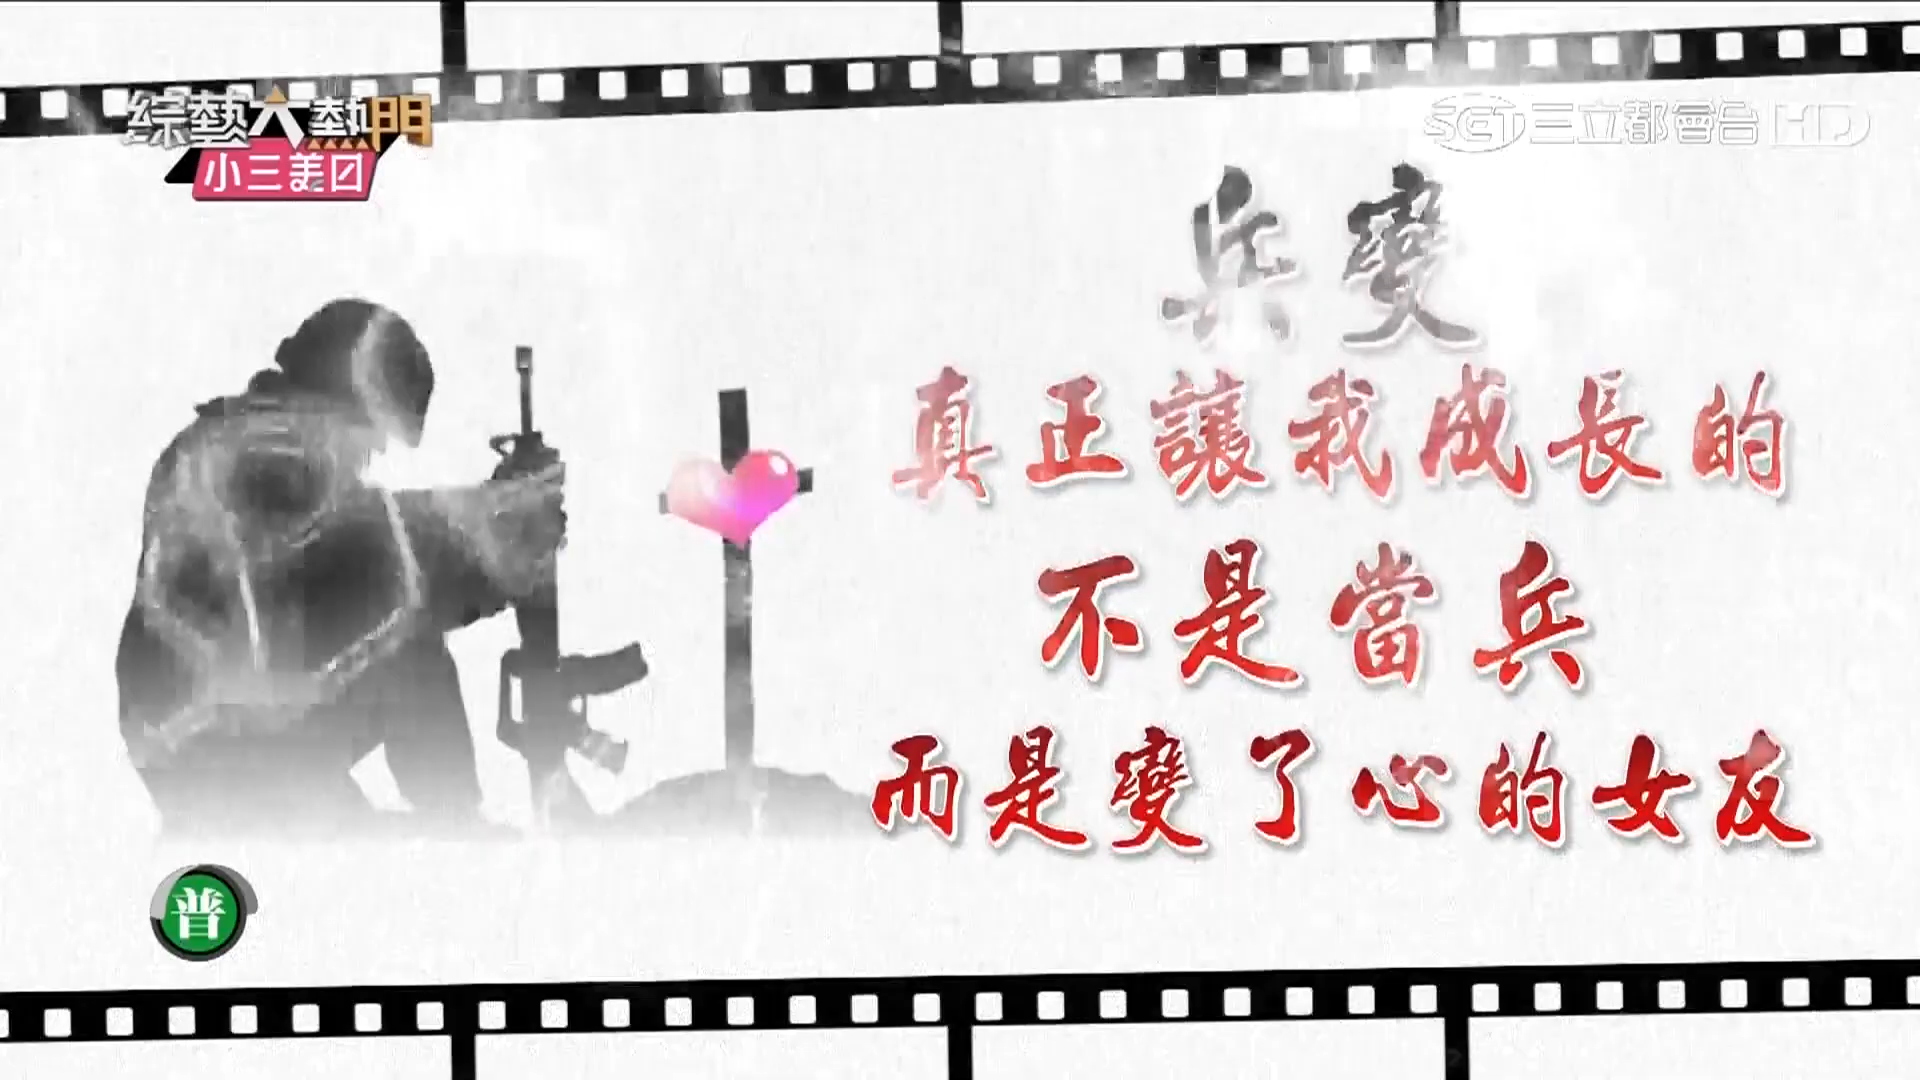 綜藝大熱門
小三美日
SET三立都會台HD
兵變
真正讓我成長的
不是當兵
而是變了心的女友
普